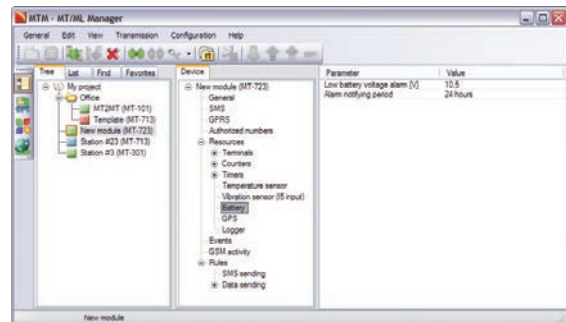 MTM - MT/ML Manager
General Edit View Transmission Configuration Help
Tree List Find Favorites
My project
Office
MT2MT (MT-101)
Template (MT-713)
New module (MT-723)
Station #23 (MT-713)
Station #3 (MT-301)
Device
New module (MT-723)
General
SMS
GPRS
Authorized numbers
Resources
Terminals
Counters
Timers
Temperature sensor
Vibration sensor (I5 input)
Battery
GPS
Logger
Events
GSM activity
Rules
SMS sending
Data sending
Parameter Value
Low battery voltage alarm [V] 10.5
Alarm notifying period 24 hours
New module